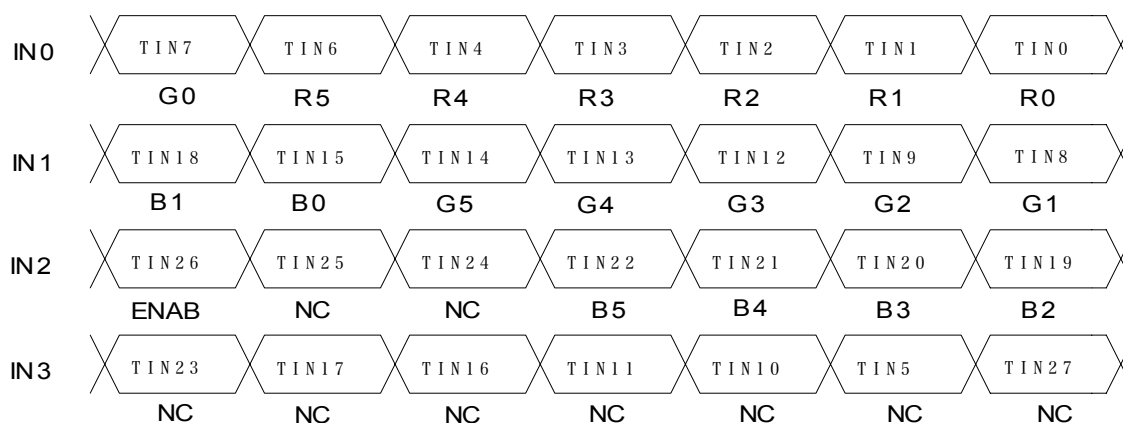 IN0 TIN7 TIN6 TIN4 TIN3 TIN2 TIN1 TIN0
G0 R5 R4 R3 R2 R1 R0
IN1 TIN18 TIN15 TIN14 TIN13 TIN12 TIN9 TIN8
B1 B0 G5 G4 G3 G2 G1
IN2 TIN26 TIN25 TIN24 TIN22 TIN21 TIN20 TIN19
ENAB NC NC B5 B4 B3 B2
IN3 TIN23 TIN17 TIN16 TIN11 TIN10 TIN5 TIN27
NC NC NC NC NC NC NC